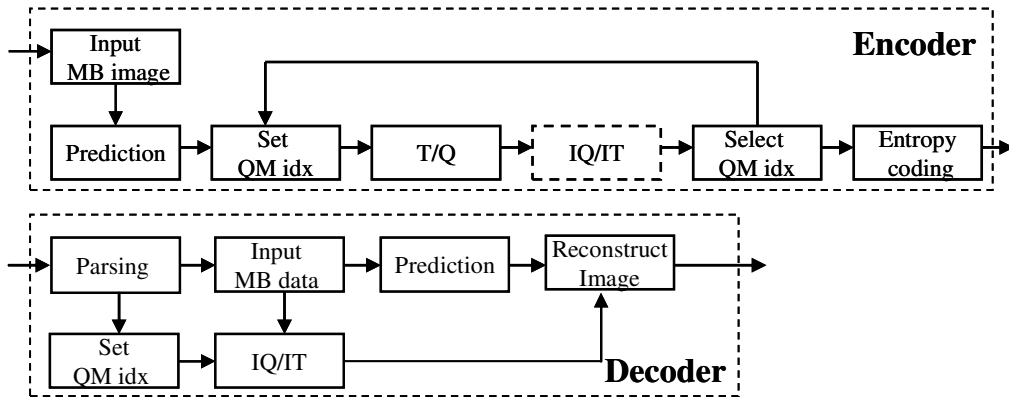 Input
MB image
Encoder
Prediction
Set
QM idx
T/Q
IQ/IT
Select
QM idx
Entropy
coding
Parsing
Input
MB data
Prediction
Reconstruct
Image
Set
QM idx
IQ/IT
Decoder